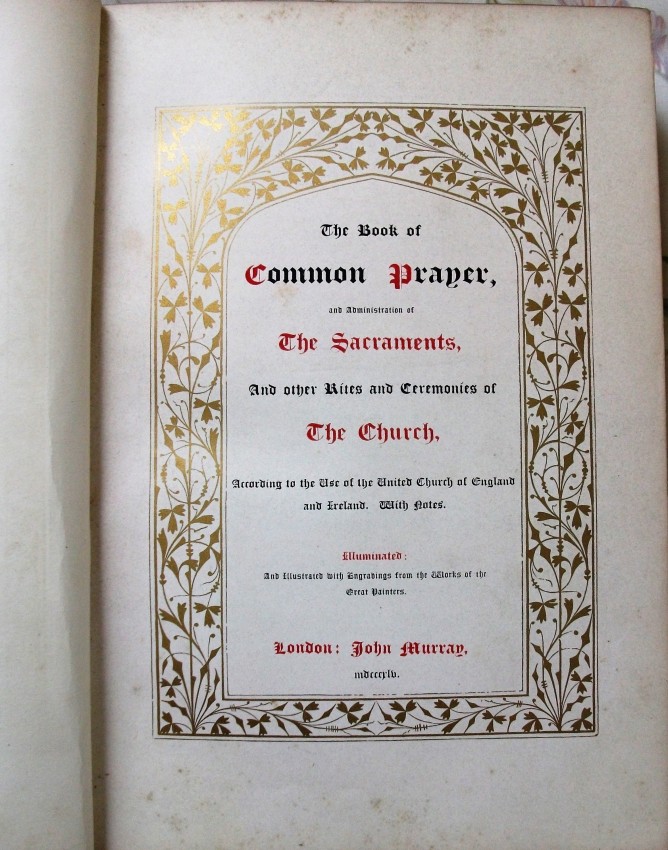 The Book of
Common Prayer,
and Administration of
The Sacraments,
And other Rites and Ceremonies of
The Church,
According to the Use of the United Church of England
and Ireland. With Notes.
Illuminated:
And Illustrated with Engravings from the Works of the
Great Painters.
London: John Murray,
mdcccxlv.